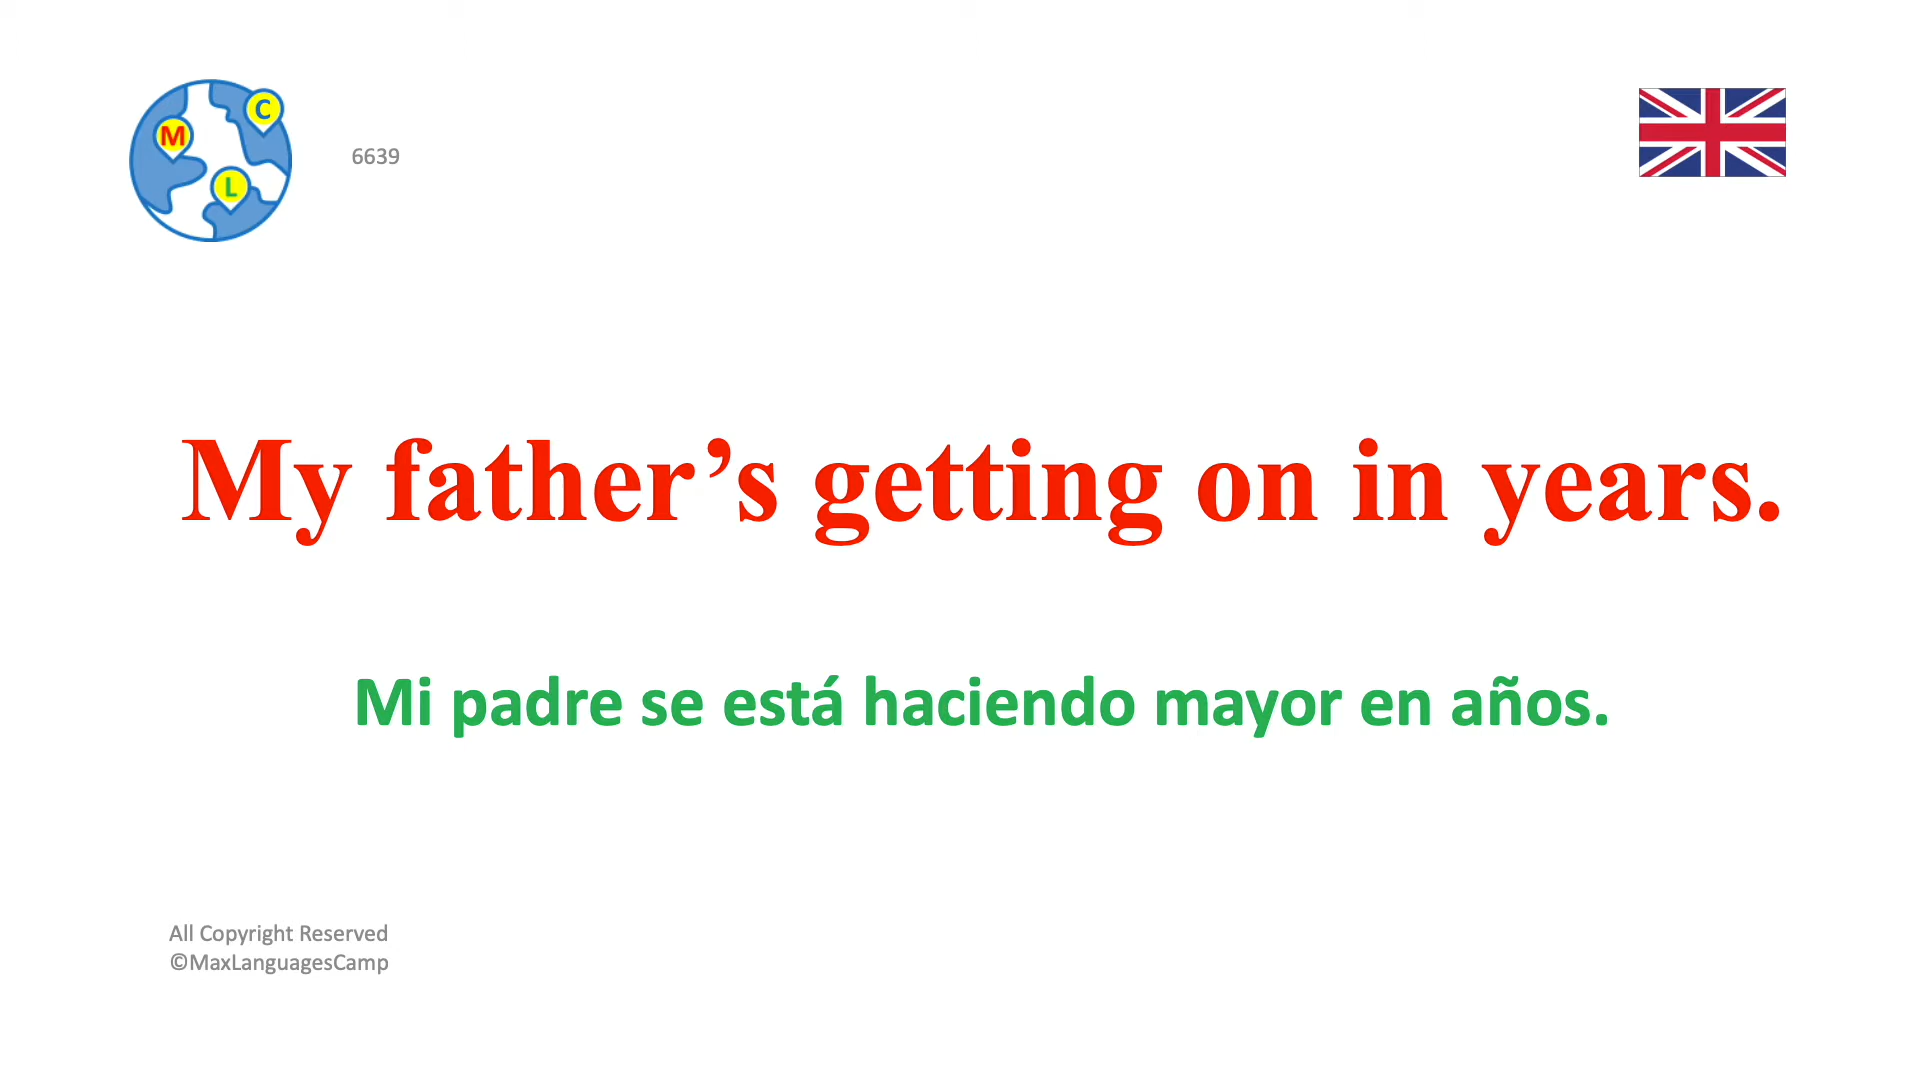 C
M
L
6639
My father’s getting on in years.
Mi padre se está haciendo mayor en años.
All Copyright Reserved
©MaxLanguagesCamp